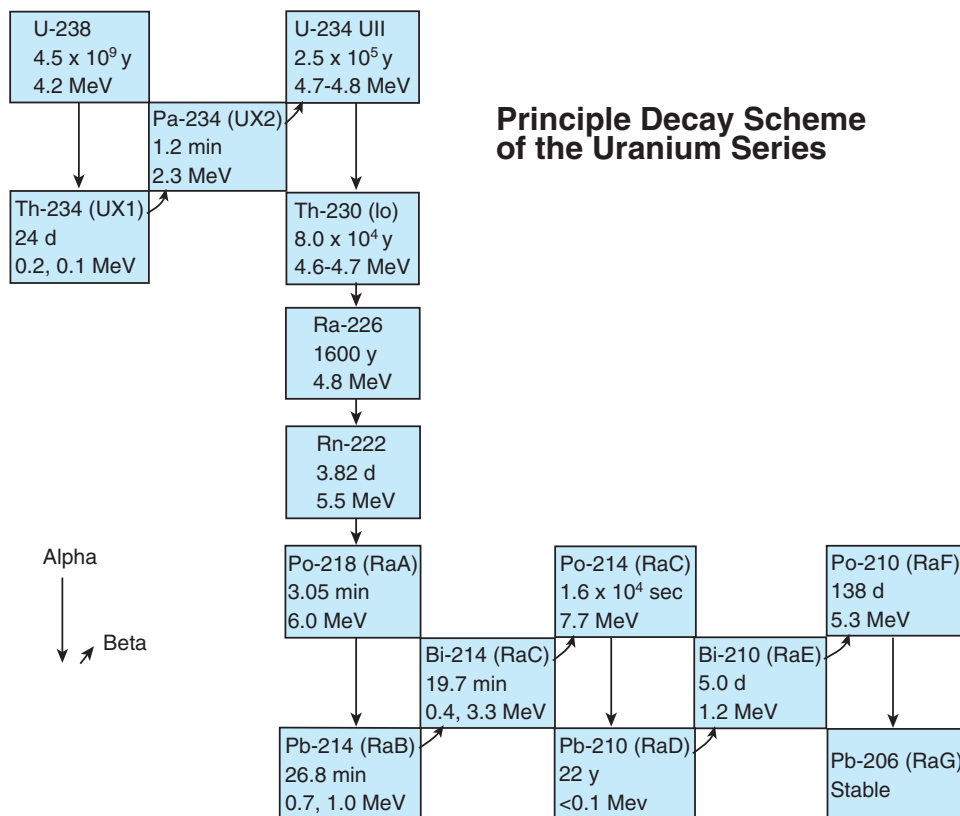 U-238
4.5 x 10⁹ y
4.2 MeV
U-234 UII
2.5 x 10⁵ y
4.7-4.8 MeV
Principle Decay Scheme
of the Uranium Series
Pa-234 (UX2)
1.2 min
2.3 MeV
Th-234 (UX1)
24 d
0.2, 0.1 MeV
Th-230 (Io)
8.0 x 10⁴ y
4.6-4.7 MeV
Ra-226
1600 y
4.8 MeV
Rn-222
3.82 d
5.5 MeV
Alpha
Beta
Po-218 (RaA)
3.05 min
6.0 MeV
Po-214 (RaC)
1.6 x 10⁴ sec
7.7 MeV
Po-210 (RaF)
138 d
5.3 MeV
Bi-214 (RaC)
19.7 min
0.4, 3.3 MeV
Bi-210 (RaE)
5.0 d
1.2 MeV
Pb-214 (RaB)
26.8 min
0.7, 1.0 MeV
Pb-210 (RaD)
22 y
<0.1 Mev
Pb-206 (RaG)
Stable